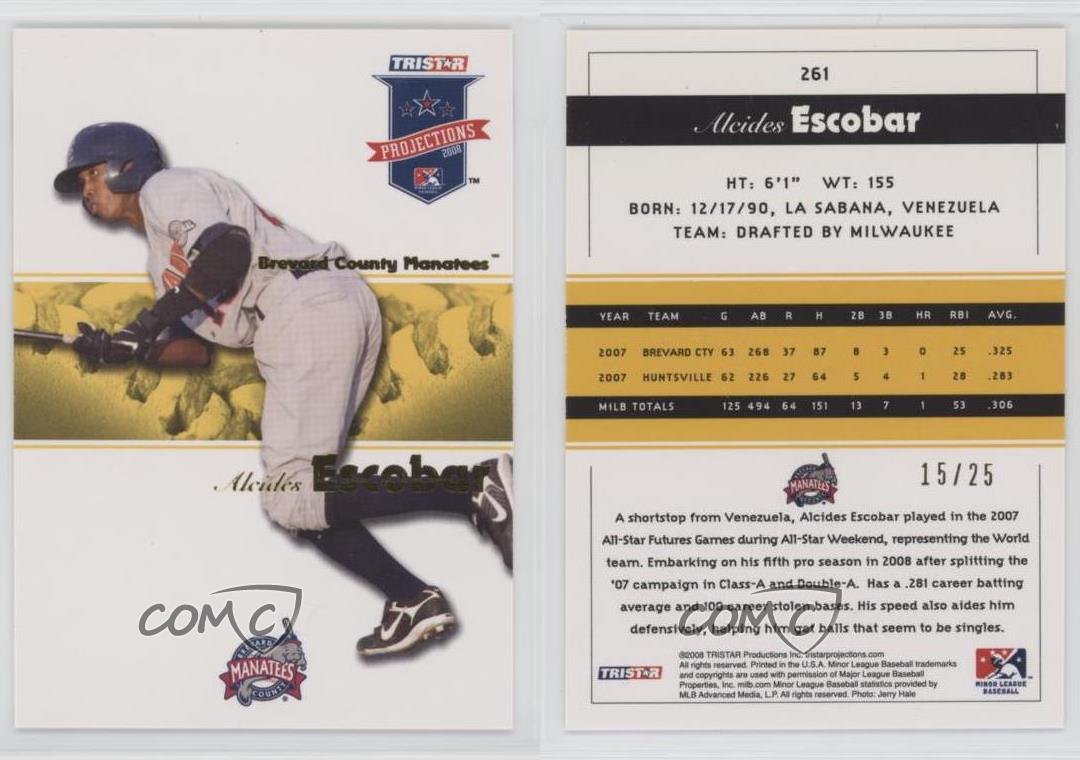 TRISTAR
PROJECTIONS
2008
MINOR LEAGUE
BASEBALL
TM
Brevard County Manatees™
Alcides Escobar
COMC
BREVARD
MANATEES
COUNTY
261
Alcides Escobar
HT: 6'1" WT: 155
BORN: 12/17/90, LA SABANA, VENEZUELA
TEAM: DRAFTED BY MILWAUKEE
YEAR TEAM G AB R H 2B 3B HR RBI AVG.
2007 BREVARD CTY 63 268 37 87 8 3 0 25 .325
2007 HUNTSVILLE 62 226 27 64 5 4 1 28 .283
MILB TOTALS 125 494 64 151 13 7 1 53 .306
MANATEES
15/25
A shortstop from Venezuela, Alcides Escobar played in the 2007
All-Star Futures Games during All-Star Weekend, representing the World
team. Embarking on his fifth pro season in 2008 after splitting the
'07 campaign in Class-A and Double-A. Has a .281 career batting
average and 100 career stolen bases. His speed also aides him
defensively, helping him get balls that seem to be singles.
COMC
TRISTAR
©2008 TRISTAR Productions Inc. tristarprojections.com
All rights reserved. Printed in the U.S.A. Minor League Baseball trademarks
and copyrights are used with permission of Major League Baseball
Properties, Inc. milb.com Minor League Baseball statistics provided by
MLB Advanced Media, L.P. All rights reserved. Photo: Jerry Hale
MINOR LEAGUE
BASEBALL